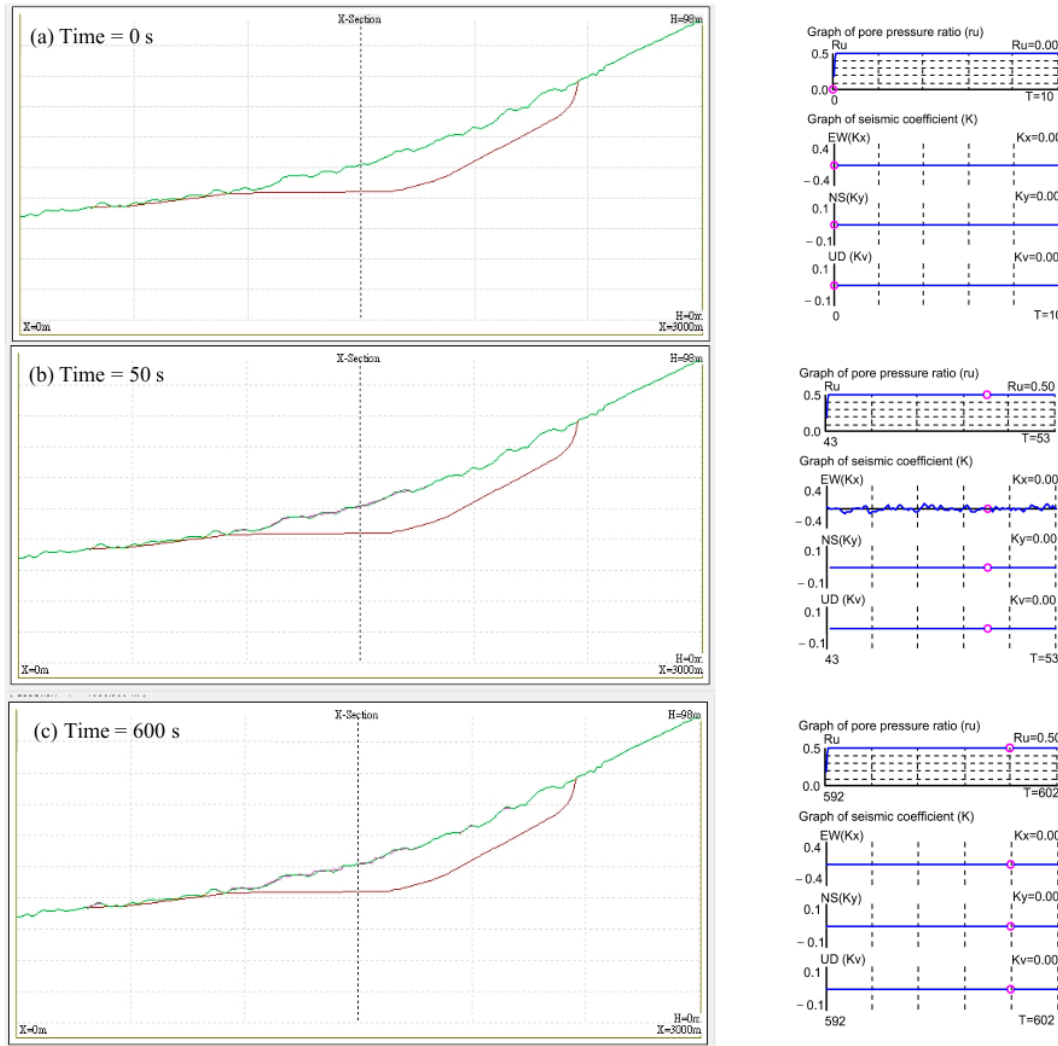 (a) Time = 0 s
X-Section
H=98m
H=0m
X=0m
X=3000m
Graph of pore pressure ratio (ru)
Ru
Ru=0.00
0.5
0.0
0
T=10
Graph of seismic coefficient (K)
EW(Kx)
Kx=0.00
0.4
– 0.4
NS(Ky)
Ky=0.00
0.1
– 0.1
UD (Kv)
Kv=0.00
0.1
– 0.1
0
T=10
(b) Time = 50 s
X-Section
H=98m
H=0m
X=0m
X=3000m
Graph of pore pressure ratio (ru)
Ru
Ru=0.50
0.5
0.0
43
T=53
Graph of seismic coefficient (K)
EW(Kx)
Kx=0.00
0.4
– 0.4
NS(Ky)
Ky=0.00
0.1
– 0.1
UD (Kv)
Kv=0.00
0.1
– 0.1
43
T=53
(c) Time = 600 s
X-Section
H=98m
H=0m
X=0m
X=3000m
Graph of pore pressure ratio (ru)
Ru
Ru=0.50
0.5
0.0
592
T=602
Graph of seismic coefficient (K)
EW(Kx)
Kx=0.00
0.4
– 0.4
NS(Ky)
Ky=0.00
0.1
– 0.1
UD (Kv)
Kv=0.00
0.1
– 0.1
592
T=602